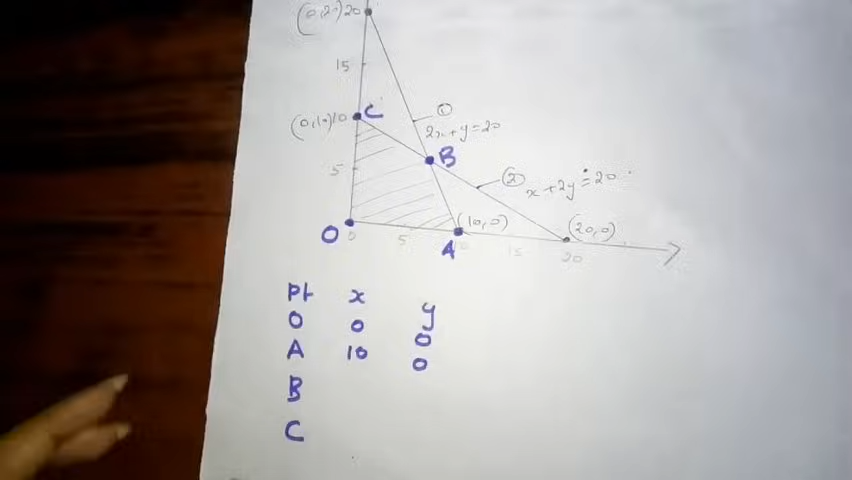 (0,20) 20
15
①
(0,10) 10 C
2x+y=20
B
5
② x+2y=20
(10,0)
(20,0)
O 0 5 A 10 15 20
Pt x y
O 0 0
A 10 0
B
C